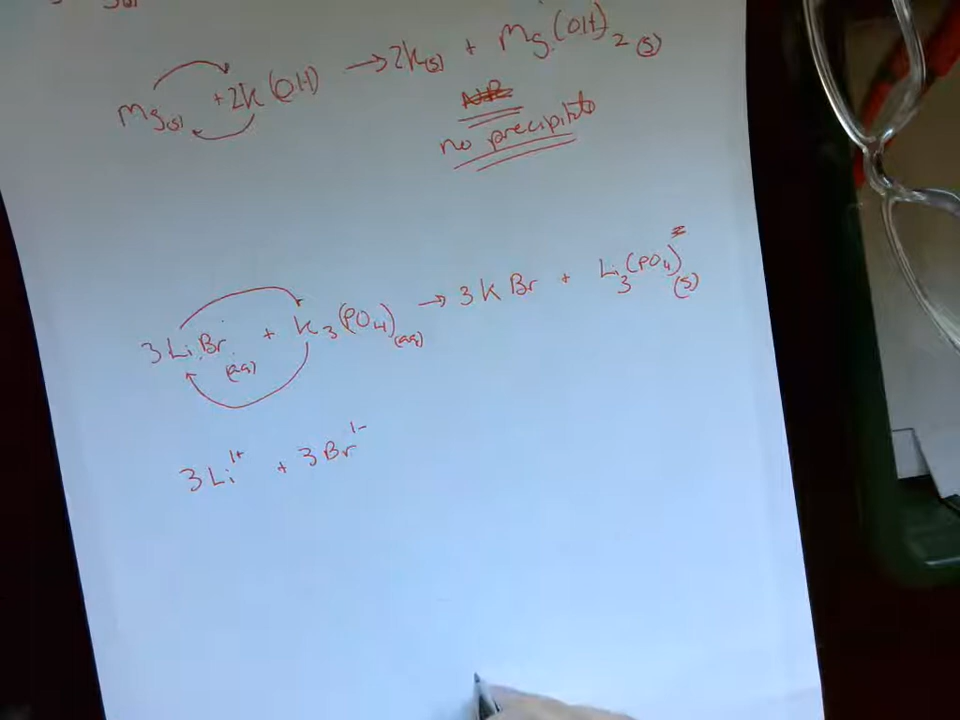 Mg(s) + 2K(OH) → 2K(s) + Mg(OH)2 (s)
no precipitate
3LiBr(aq) + K3(PO4)(aq) → 3KBr + Li3(PO4)(s)
3Li1+ + 3Br1-